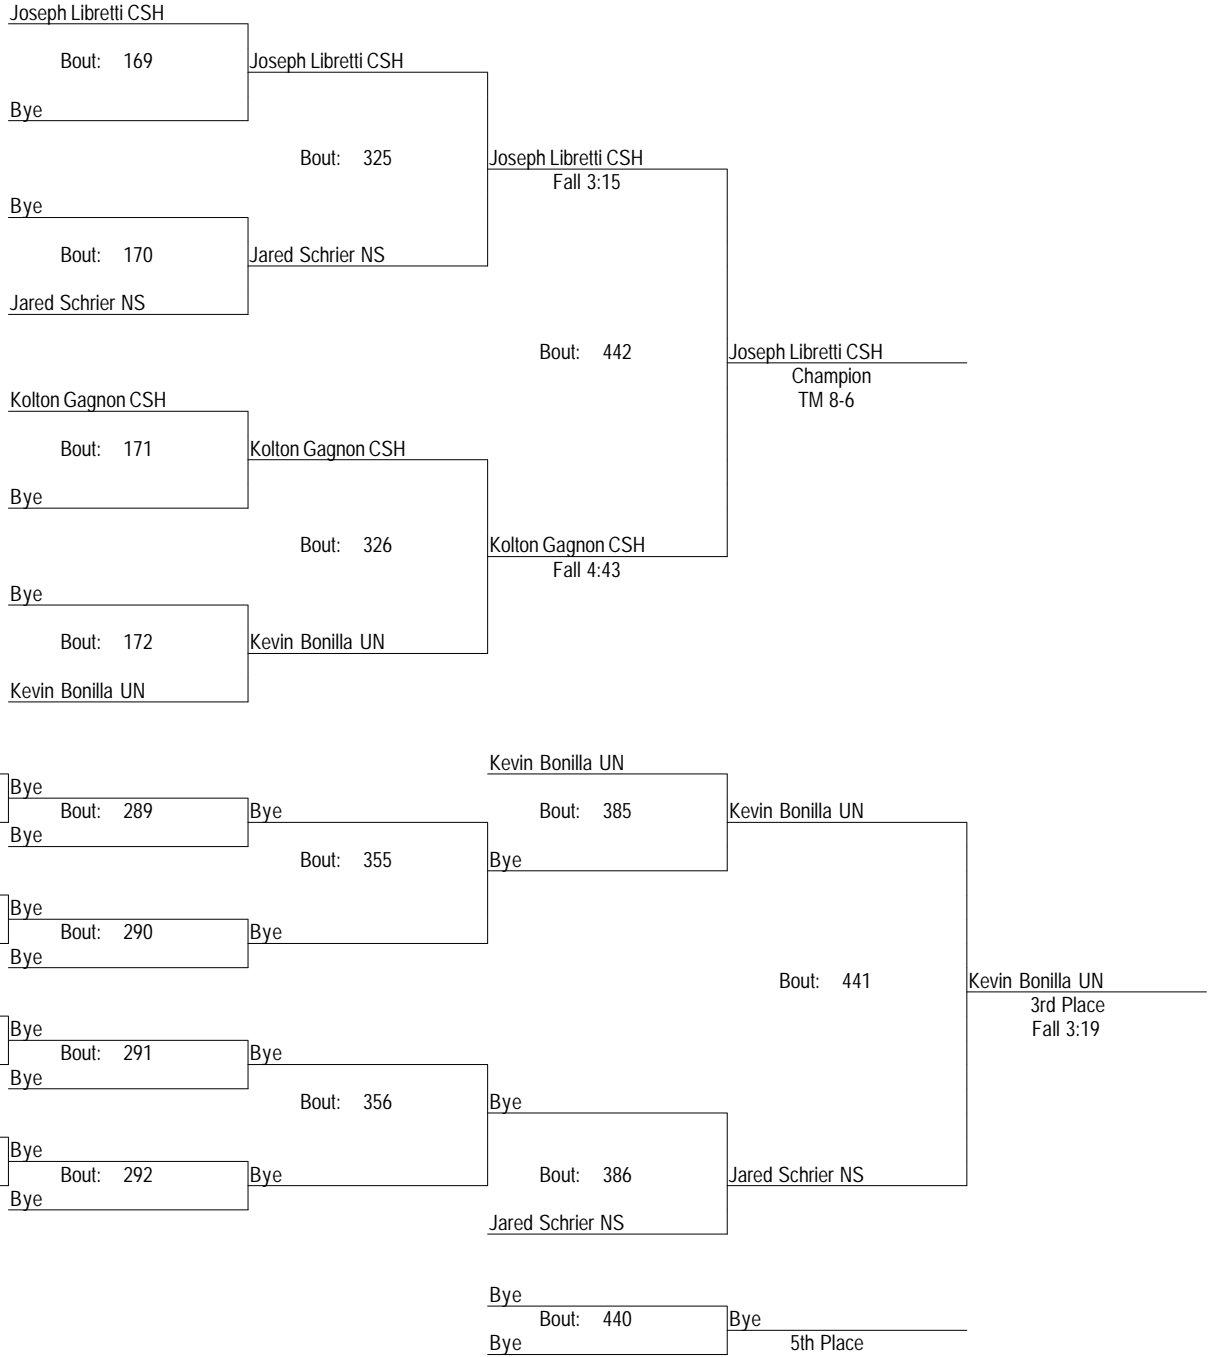 Joseph Libretti CSH
Bout: 169
Joseph Libretti CSH
Bye
Bout: 325
Joseph Libretti CSH
Fall 3:15
Bye
Bout: 170
Jared Schrier NS
Jared Schrier NS
Bout: 442
Joseph Libretti CSH
Champion
TM 8-6
Kolton Gagnon CSH
Bout: 171
Kolton Gagnon CSH
Bye
Bout: 326
Kolton Gagnon CSH
Fall 4:43
Bye
Bout: 172
Kevin Bonilla UN
Kevin Bonilla UN
Kevin Bonilla UN
Bye
Bout: 289
Bye
Bout: 385
Kevin Bonilla UN
Bye
Bout: 355
Bye
Bye
Bout: 290
Bye
Bye
Bout: 441
Kevin Bonilla UN
3rd Place
Fall 3:19
Bye
Bout: 291
Bye
Bye
Bout: 356
Bye
Bye
Bout: 292
Bye
Bout: 386
Jared Schrier NS
Bye
Jared Schrier NS
Bye
Bout: 440
Bye
Bye
5th Place